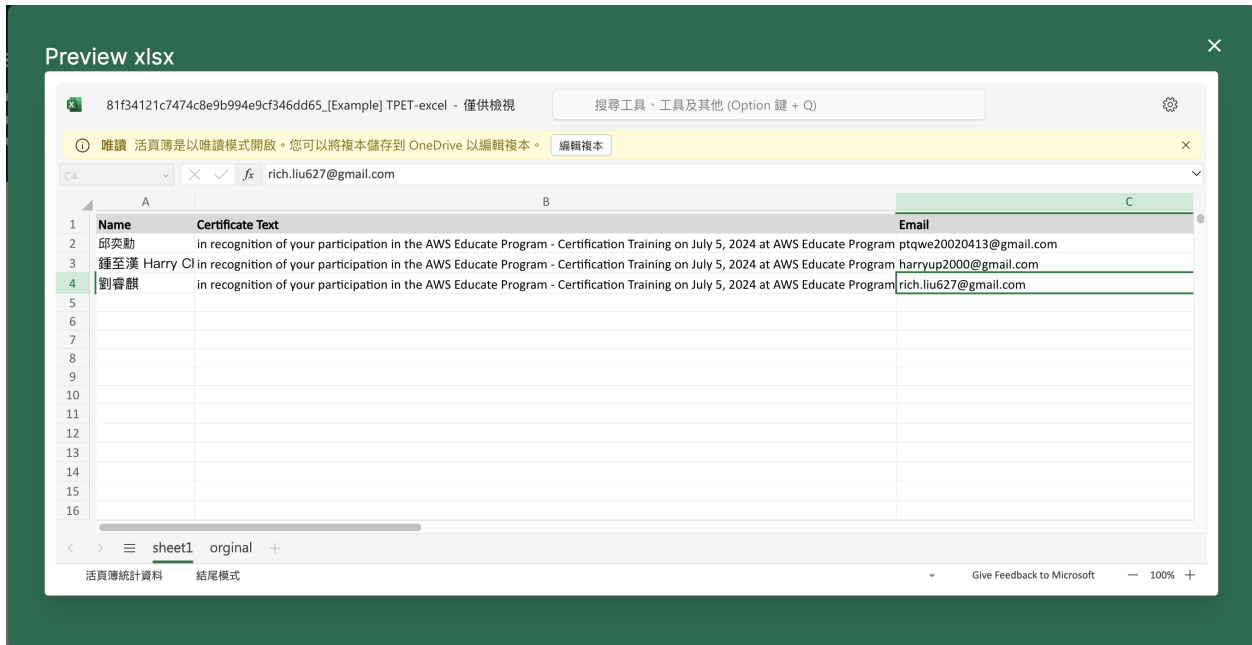 Preview xlsx
81f34121c7474c8e9b994e9cf346dd65_[Example] TPET-excel - 僅供檢視
搜尋工具、工具及其他 (Option 鍵 + Q)
唯讀 活頁簿是以唯讀模式開啟。您可以將複本儲存到 OneDrive 以編輯複本。 編輯複本
C4 fx rich.liu627@gmail.com
A B C
1 Name Certificate Text Email
2 邱奕勳 in recognition of your participation in the AWS Educate Program - Certification Training on July 5, 2024 at AWS Educate Program ptqwe20020413@gmail.com
3 鍾至漢 Harry Ch in recognition of your participation in the AWS Educate Program - Certification Training on July 5, 2024 at AWS Educate Program harryup2000@gmail.com
4 劉睿麒 in recognition of your participation in the AWS Educate Program - Certification Training on July 5, 2024 at AWS Educate Program rich.liu627@gmail.com
5
6
7
8
9
10
11
12
13
14
15
16
sheet1 orginal
活頁簿統計資料 結尾模式 Give Feedback to Microsoft 100%